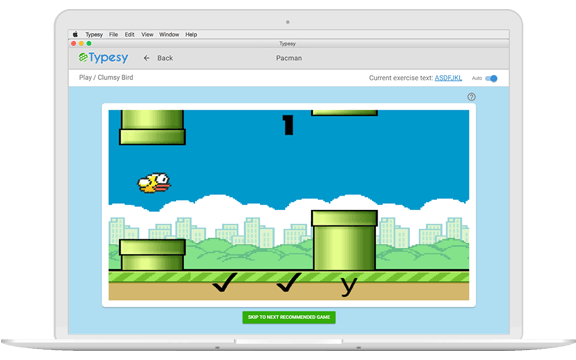 Typesy File Edit View Window Help
Typesy
Typesy ← Back Pacman
Play / Clumsy Bird Current exercise text: ASDFJKL Auto
1
✓ ✓ y
SKIP TO NEXT RECOMMENDED GAME